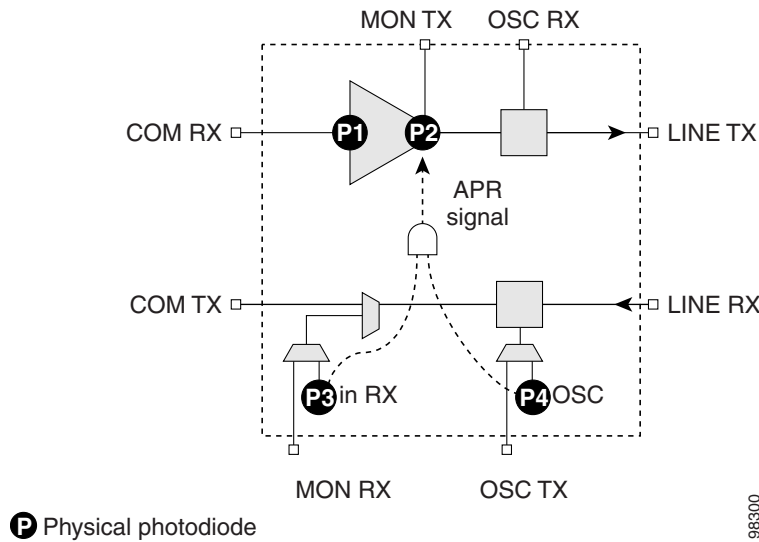 MON TX
OSC RX
COM RX
P1
P2
LINE TX
APR
signal
COM TX
LINE RX
P3
in RX
P4
OSC
MON RX
OSC TX
P Physical photodiode
98300